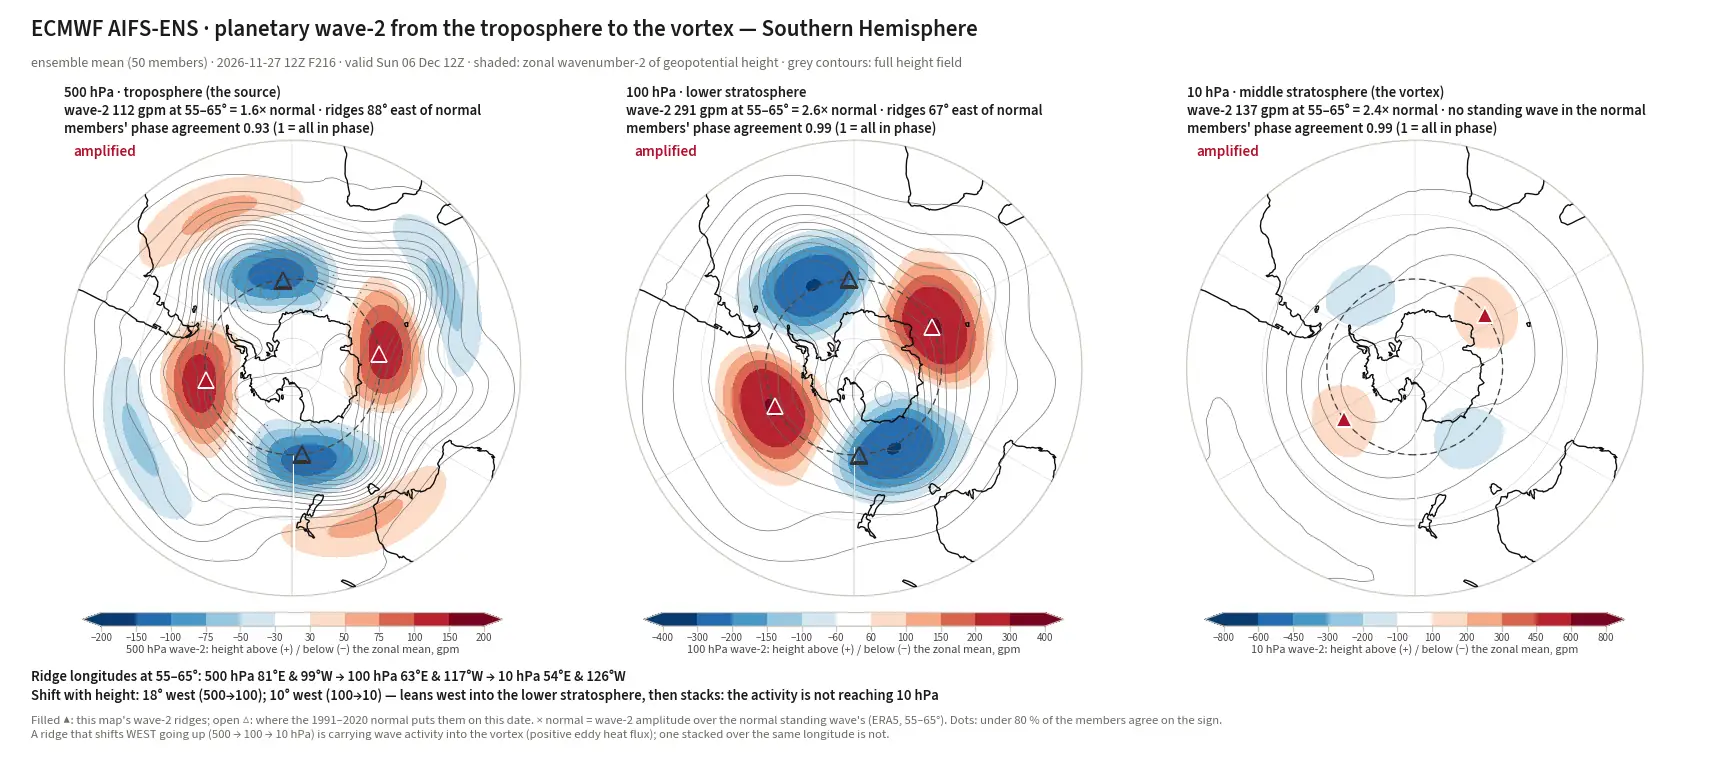 ECMWF AIFS-ENS · planetary wave-2 from the troposphere to the vortex — Southern Hemisphere
ensemble mean (50 members) · 2026-11-27 12Z F216 · valid Sun 06 Dec 12Z · shaded: zonal wavenumber-2 of geopotential height · grey contours: full height field
500 hPa · troposphere (the source)
wave-2 112 gpm at 55–65° = 1.6× normal · ridges 88° east of normal
members' phase agreement 0.93 (1 = all in phase)
amplified
100 hPa · lower stratosphere
wave-2 291 gpm at 55–65° = 2.6× normal · ridges 67° east of normal
members' phase agreement 0.99 (1 = all in phase)
amplified
10 hPa · middle stratosphere (the vortex)
wave-2 137 gpm at 55–65° = 2.4× normal · no standing wave in the normal
members' phase agreement 0.99 (1 = all in phase)
amplified
−200 −150 −100 −75 −50 −30 30 50 75 100 150 200
500 hPa wave-2: height above (+) / below (−) the zonal mean, gpm
−400 −300 −200 −150 −100 −60 60 100 150 200 300 400
100 hPa wave-2: height above (+) / below (−) the zonal mean, gpm
−800 −600 −450 −300 −200 −100 100 200 300 450 600 800
10 hPa wave-2: height above (+) / below (−) the zonal mean, gpm
Ridge longitudes at 55–65°: 500 hPa 81°E & 99°W → 100 hPa 63°E & 117°W → 10 hPa 54°E & 126°W
Shift with height: 18° west (500→100); 10° west (100→10) — leans west into the lower stratosphere, then stacks: the activity is not reaching 10 hPa
Filled ▲: this map's wave-2 ridges; open △: where the 1991–2020 normal puts them on this date. × normal = wave-2 amplitude over the normal standing wave's (ERA5, 55–65°). Dots: under 80 % of the members agree on the sign.
A ridge that shifts WEST going up (500 → 100 → 10 hPa) is carrying wave activity into the vortex (positive eddy heat flux); one stacked over the same longitude is not.